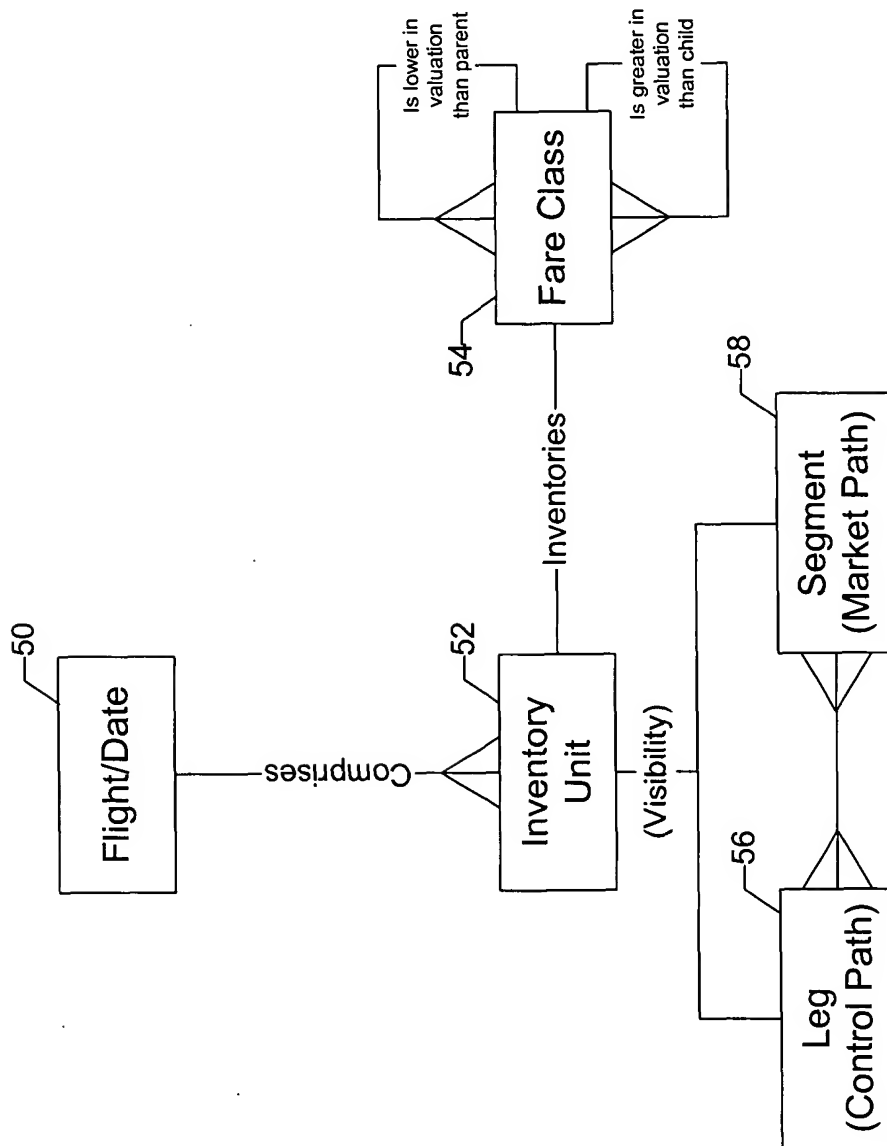 50
Flight/Date
Comprises
52
Inventory
Unit
Inventories
54
Fare Class
Is lower in
valuation
than parent
Is greater in
valuation
than child
(Visibility)
56
Leg
(Control Path)
58
Segment
(Market Path)